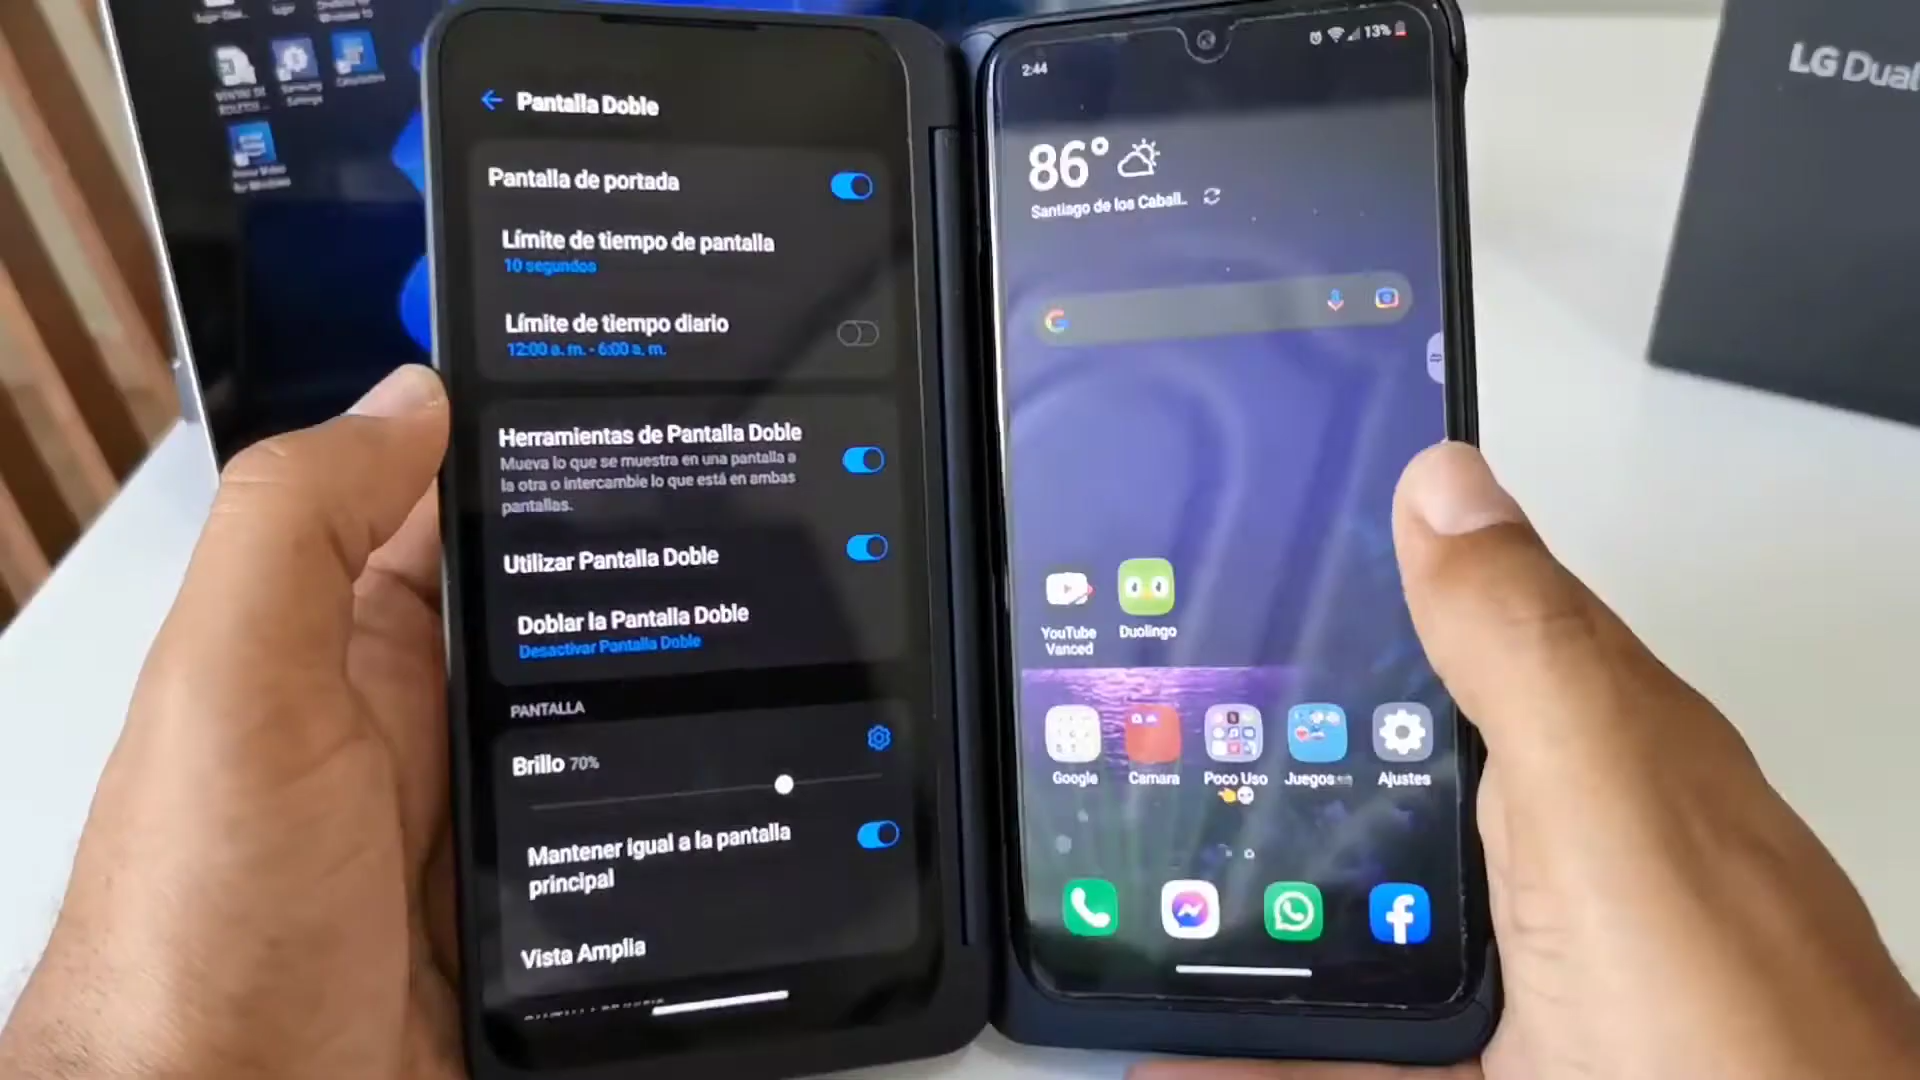 Pantalla Doble
Pantalla de portada
Límite de tiempo de pantalla
10 segundos
Límite de tiempo diario
12:00 a. m. - 6:00 a. m.
Herramientas de Pantalla Doble
Mueva lo que se muestra en una pantalla a
la otra o intercambie lo que está en ambas
pantallas.
Utilizar Pantalla Doble
Doblar la Pantalla Doble
Desactivar Pantalla Doble
PANTALLA
Brillo 70%
Mantener igual a la pantalla
principal
Vista Amplia
2:44
13%
86°
Santiago de los Caball..
YouTube
Vanced
Duolingo
Google
Camara
Poco Uso
Juegos
Ajustes
LG Dual
Samsung
Settings